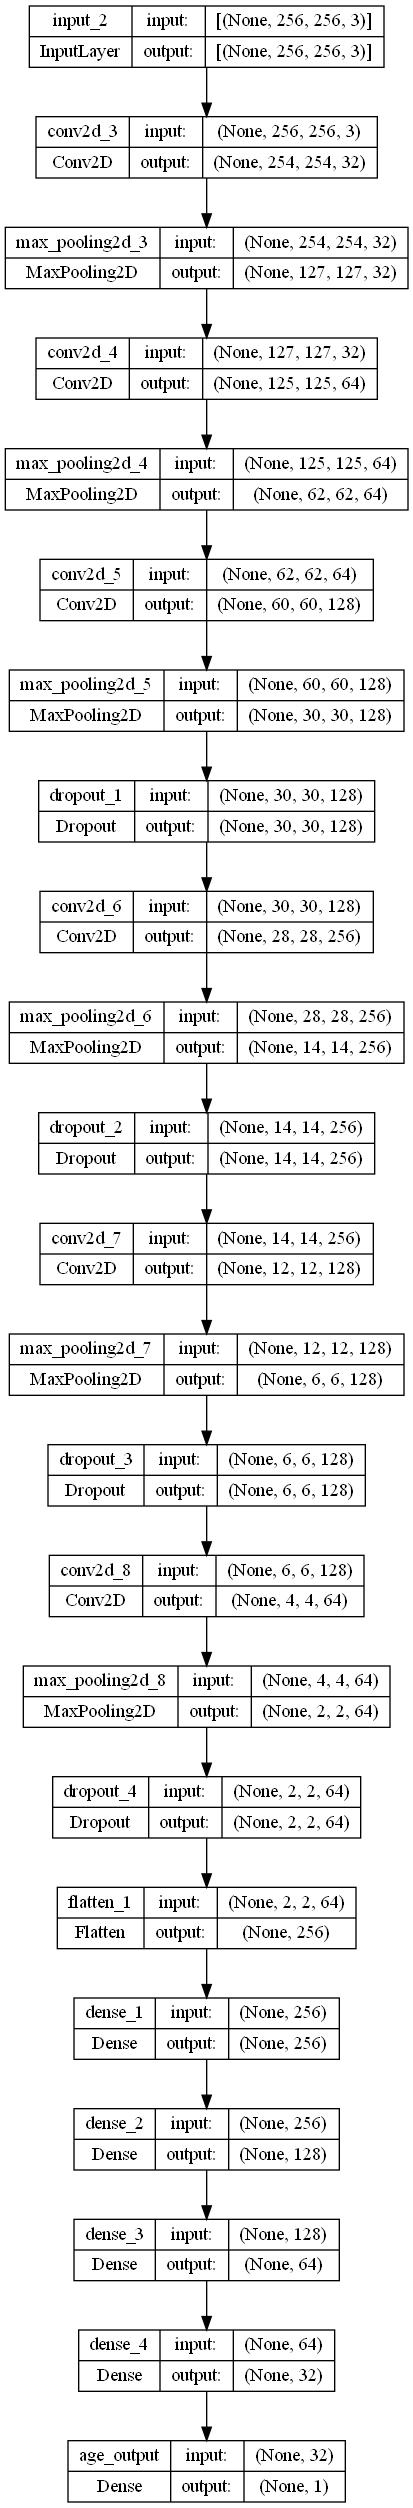 input_2 input: [(None, 256, 256, 3)]
InputLayer output: [(None, 256, 256, 3)]
conv2d_3 input: (None, 256, 256, 3)
Conv2D output: (None, 254, 254, 32)
max_pooling2d_3 input: (None, 254, 254, 32)
MaxPooling2D output: (None, 127, 127, 32)
conv2d_4 input: (None, 127, 127, 32)
Conv2D output: (None, 125, 125, 64)
max_pooling2d_4 input: (None, 125, 125, 64)
MaxPooling2D output: (None, 62, 62, 64)
conv2d_5 input: (None, 62, 62, 64)
Conv2D output: (None, 60, 60, 128)
max_pooling2d_5 input: (None, 60, 60, 128)
MaxPooling2D output: (None, 30, 30, 128)
dropout_1 input: (None, 30, 30, 128)
Dropout output: (None, 30, 30, 128)
conv2d_6 input: (None, 30, 30, 128)
Conv2D output: (None, 28, 28, 256)
max_pooling2d_6 input: (None, 28, 28, 256)
MaxPooling2D output: (None, 14, 14, 256)
dropout_2 input: (None, 14, 14, 256)
Dropout output: (None, 14, 14, 256)
conv2d_7 input: (None, 14, 14, 256)
Conv2D output: (None, 12, 12, 128)
max_pooling2d_7 input: (None, 12, 12, 128)
MaxPooling2D output: (None, 6, 6, 128)
dropout_3 input: (None, 6, 6, 128)
Dropout output: (None, 6, 6, 128)
conv2d_8 input: (None, 6, 6, 128)
Conv2D output: (None, 4, 4, 64)
max_pooling2d_8 input: (None, 4, 4, 64)
MaxPooling2D output: (None, 2, 2, 64)
dropout_4 input: (None, 2, 2, 64)
Dropout output: (None, 2, 2, 64)
flatten_1 input: (None, 2, 2, 64)
Flatten output: (None, 256)
dense_1 input: (None, 256)
Dense output: (None, 256)
dense_2 input: (None, 256)
Dense output: (None, 128)
dense_3 input: (None, 128)
Dense output: (None, 64)
dense_4 input: (None, 64)
Dense output: (None, 32)
age_output input: (None, 32)
Dense output: (None, 1)